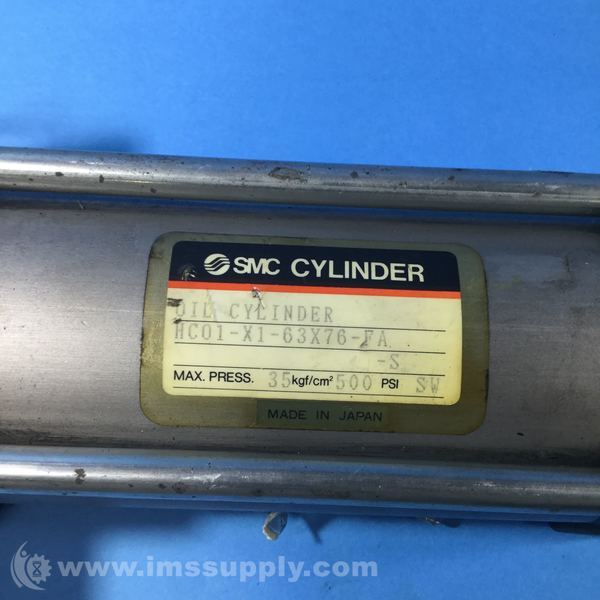 SMC CYLINDER
OIL CYLINDER
HC01-X1-63X76-FA
-S
MAX. PRESS. 35 kgf/cm² 500 PSI SW
MADE IN JAPAN
www.imssupply.com